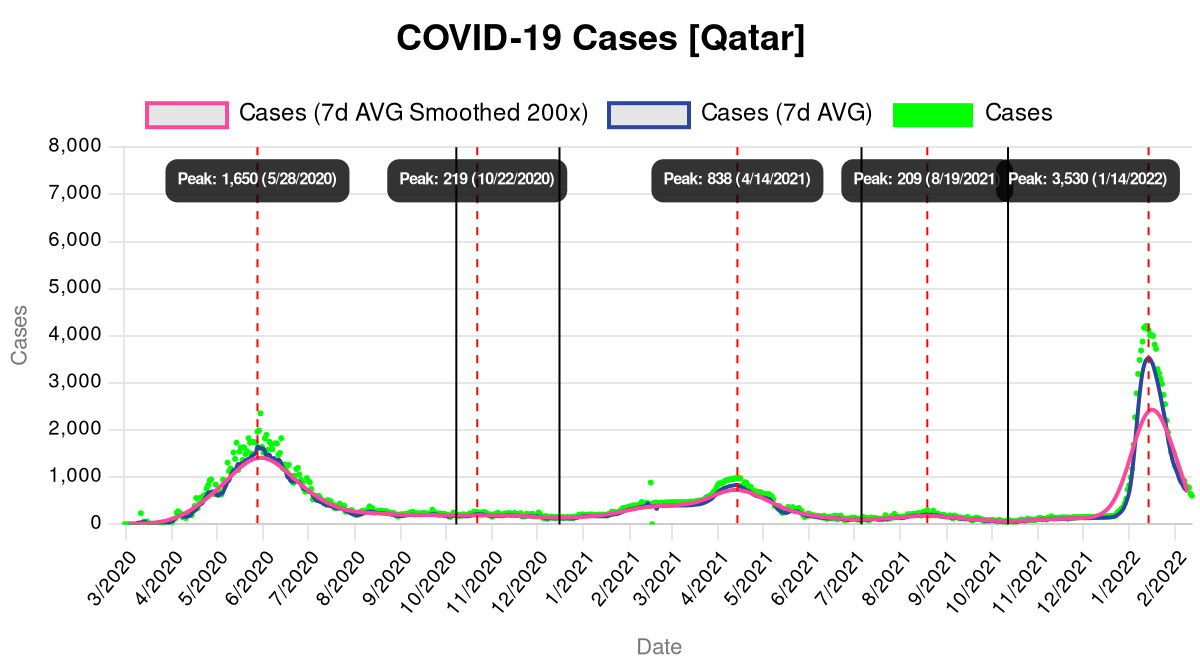 COVID-19 Cases [Qatar]
Cases (7d AVG Smoothed 200x) Cases (7d AVG) Cases
8,000
7,000
6,000
5,000
4,000
3,000
2,000
1,000
0
Cases
Peak: 1,650 (5/28/2020) Peak: 219 (10/22/2020) Peak: 838 (4/14/2021) Peak: 209 (8/19/2021) Peak: 3,530 (1/14/2022)
3/2020 4/2020 5/2020 6/2020 7/2020 8/2020 9/2020 10/2020 11/2020 12/2020 1/2021 2/2021 3/2021 4/2021 5/2021 6/2021 7/2021 8/2021 9/2021 10/2021 11/2021 12/2021 1/2022 2/2022
Date